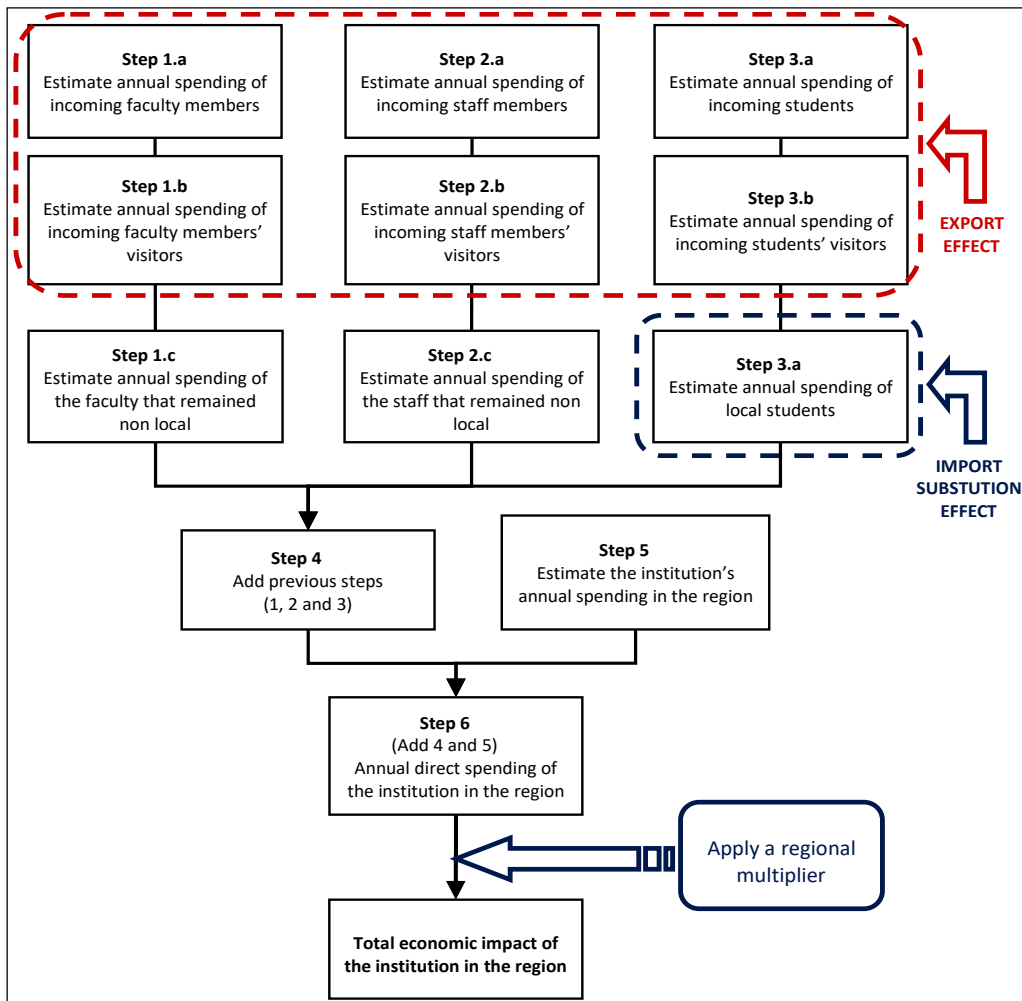 Step 1.a
Estimate annual spending of
incoming faculty members
Step 2.a
Estimate annual spending of
incoming staff members
Step 3.a
Estimate annual spending of
incoming students
Step 1.b
Estimate annual spending of
incoming faculty members’
visitors
Step 2.b
Estimate annual spending of
incoming staff members’
visitors
Step 3.b
Estimate annual spending of
incoming students’ visitors
EXPORT
EFFECT
Step 1.c
Estimate annual spending of
the faculty that remained
non local
Step 2.c
Estimate annual spending of
the staff that remained non
local
Step 3.a
Estimate annual spending of
local students
IMPORT
SUBSTUTION
EFFECT
Step 4
Add previous steps
(1, 2 and 3)
Step 5
Estimate the institution’s
annual spending in the region
Step 6
(Add 4 and 5)
Annual direct spending of
the institution in the region
Apply a regional
multiplier
Total economic impact of
the institution in the region